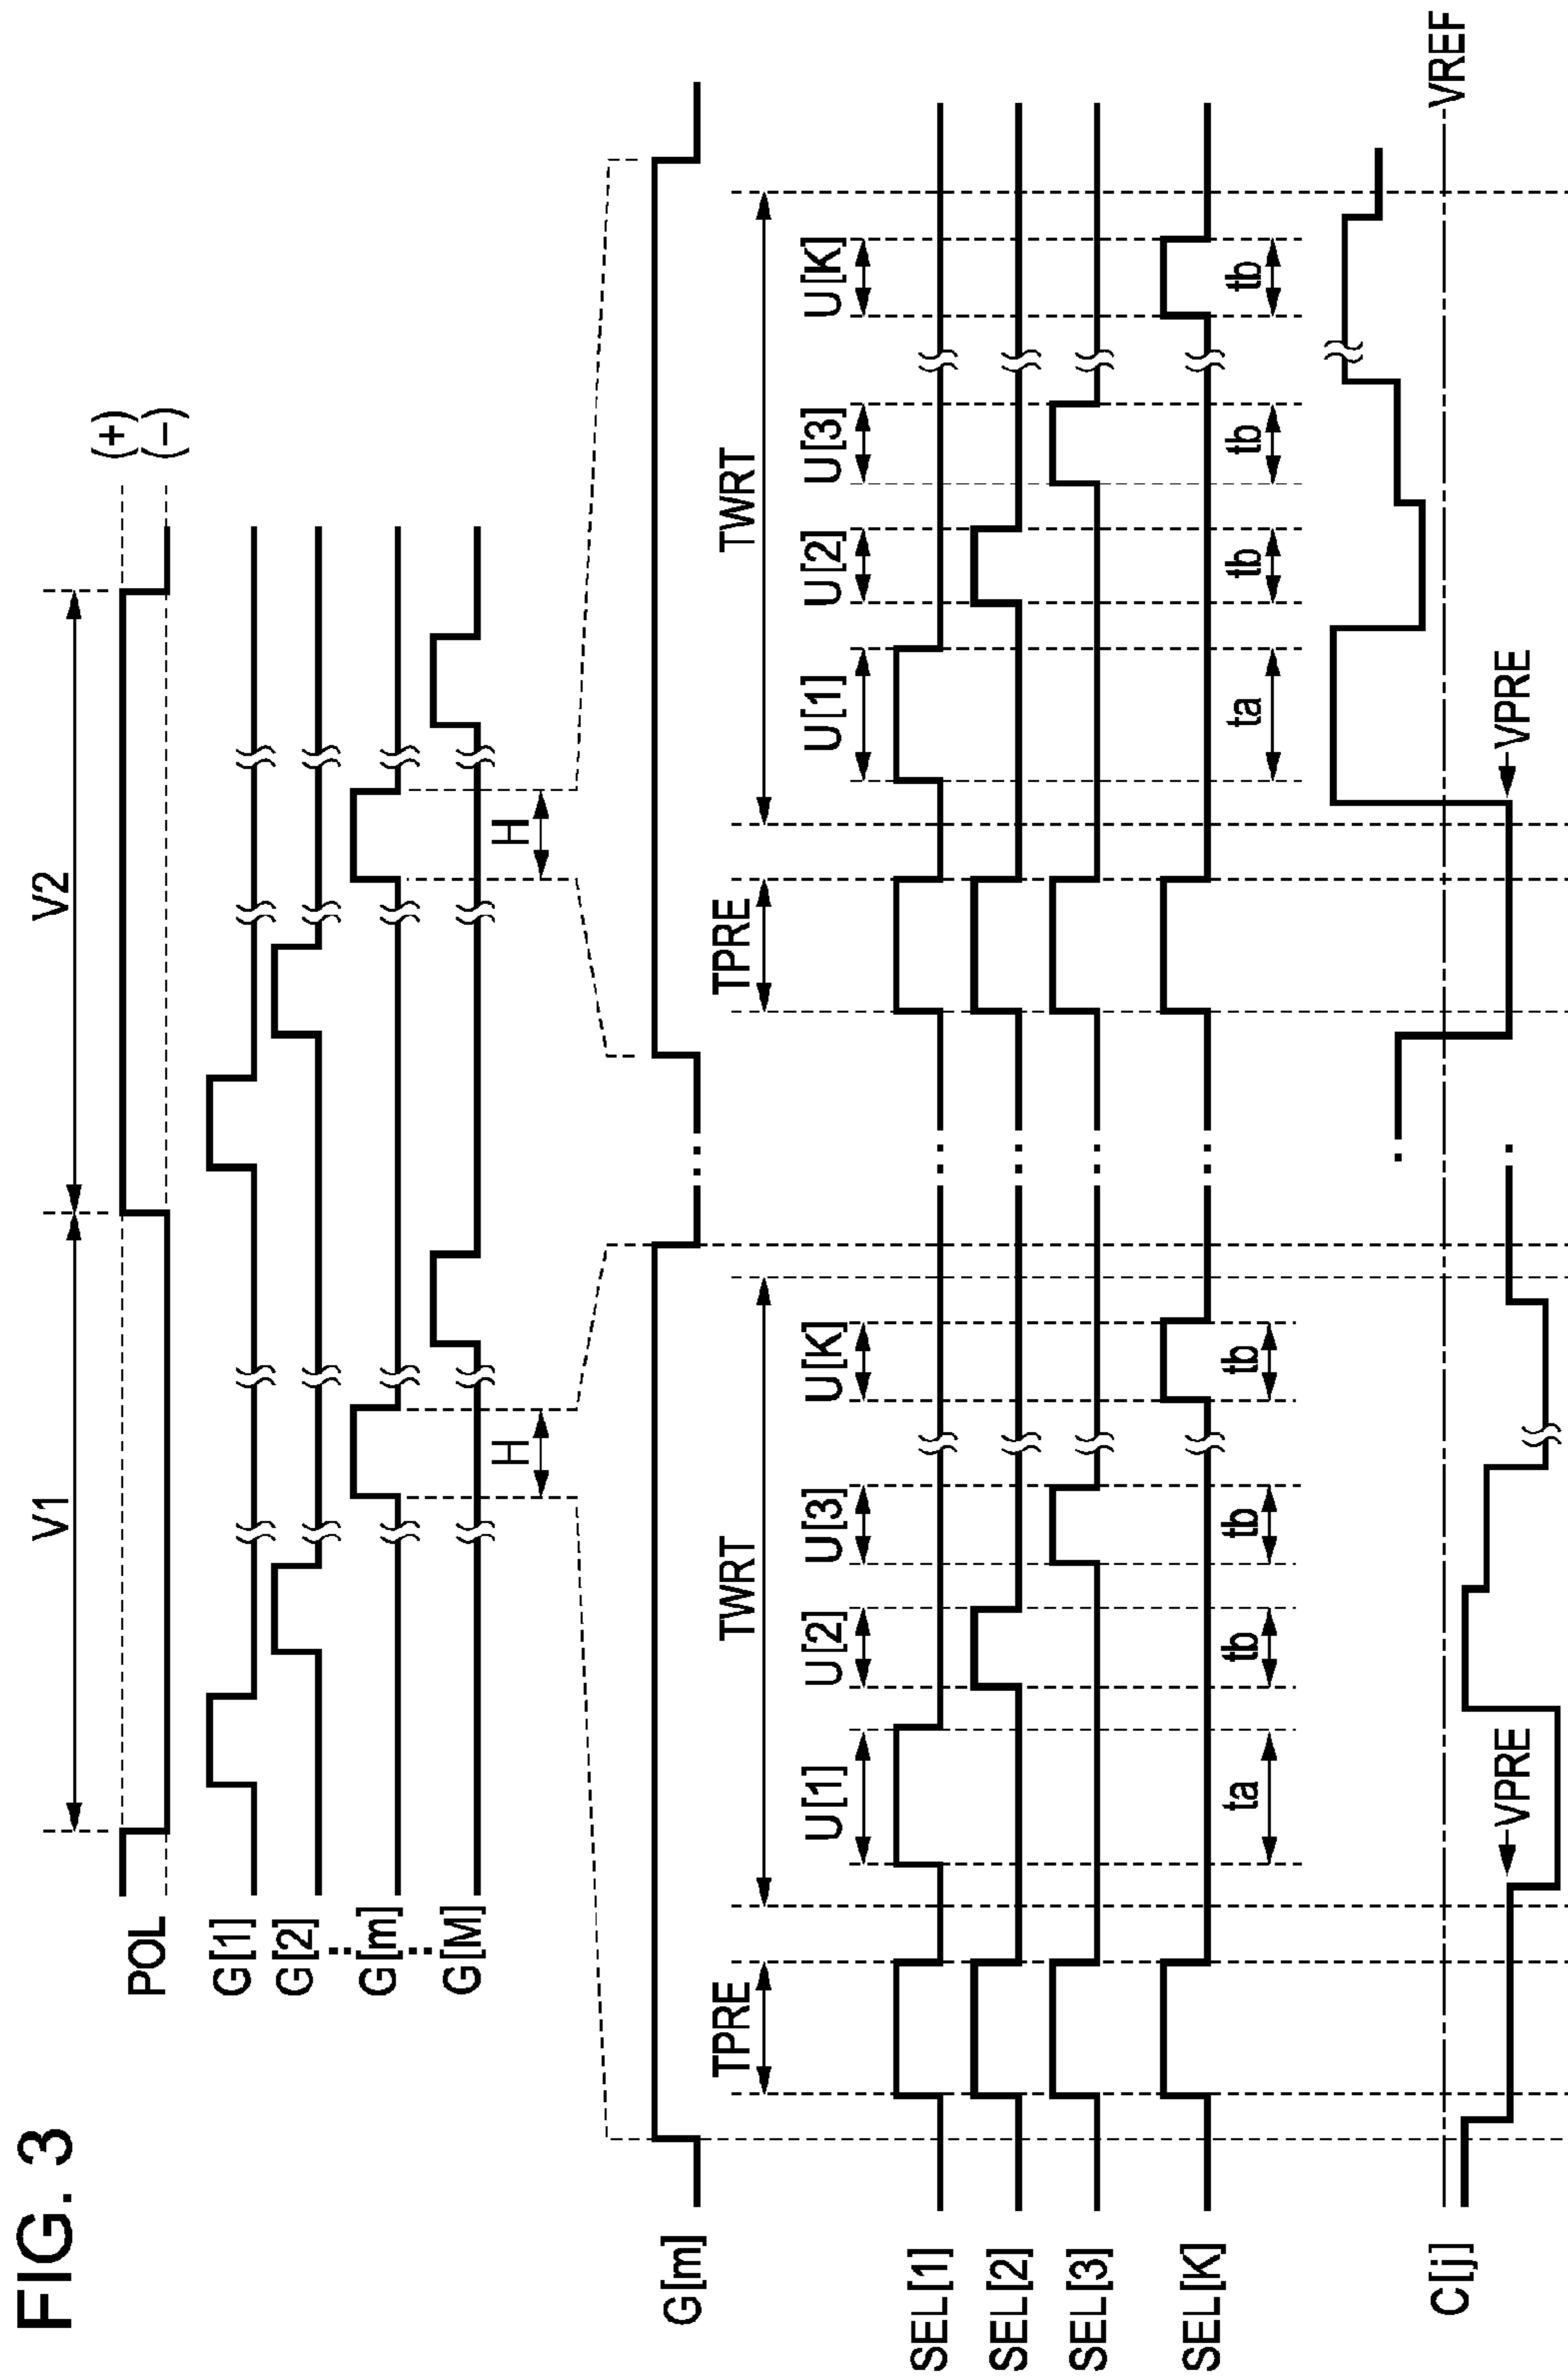 FIG. 3
V1 V2
POL (+)
(−)
G[1]
G[2]
G[m]
G[M]
H H
G[m]
TPRE TWRT TPRE TWRT
U[1] U[2] U[3] U[K] U[1] U[2] U[3] U[K]
SEL[1]
SEL[2]
SEL[3]
SEL[K]
ta tb tb tb ta tb tb tb
C[j] VREF
VPRE VPRE